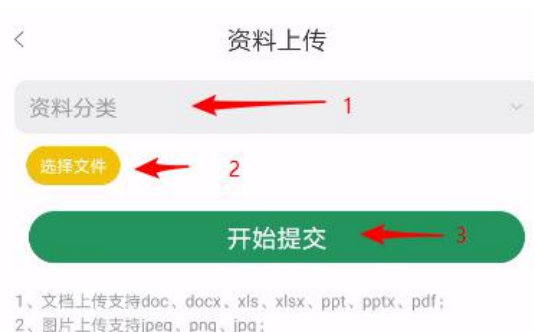 资料上传
资料分类 1
选择文件 2
开始提交 3
1、文档上传支持doc、docx、xls、xlsx、ppt、pptx、pdf;
2、图片上传支持jpeg、png、jpg;